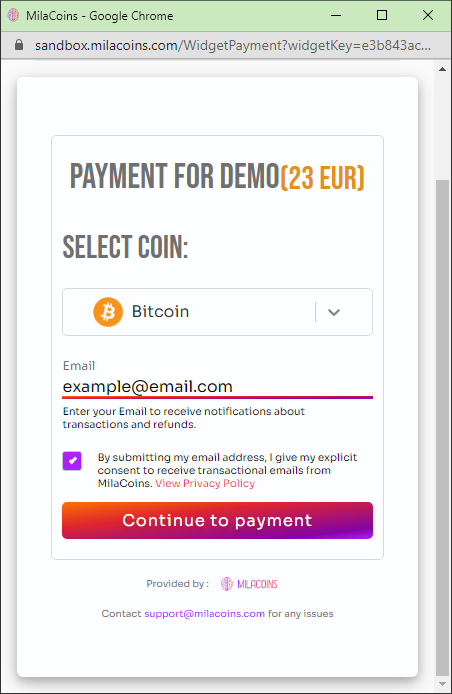 MilaCoins - Google Chrome
sandbox.milacoins.com/WidgetPayment?widgetKey=e3b843ac...
PAYMENT FOR DEMO(23 EUR)
SELECT COIN:
Bitcoin
Email
example@email.com
Enter your Email to receive notifications about
transactions and refunds.
By submitting my email address, I give my explicit
consent to receive transactional emails from
MilaCoins. View Privacy Policy
Continue to payment
Provided by : MILACOINS
Contact support@milacoins.com for any issues